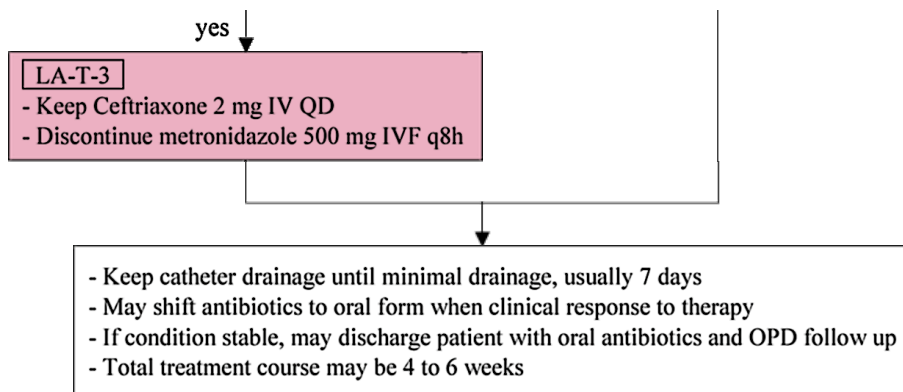 yes
LA-T-3
- Keep Ceftriaxone 2 mg IV QD
- Discontinue metronidazole 500 mg IVF q8h
- Keep catheter drainage until minimal drainage, usually 7 days
- May shift antibiotics to oral form when clinical response to therapy
- If condition stable, may discharge patient with oral antibiotics and OPD follow up
- Total treatment course may be 4 to 6 weeks